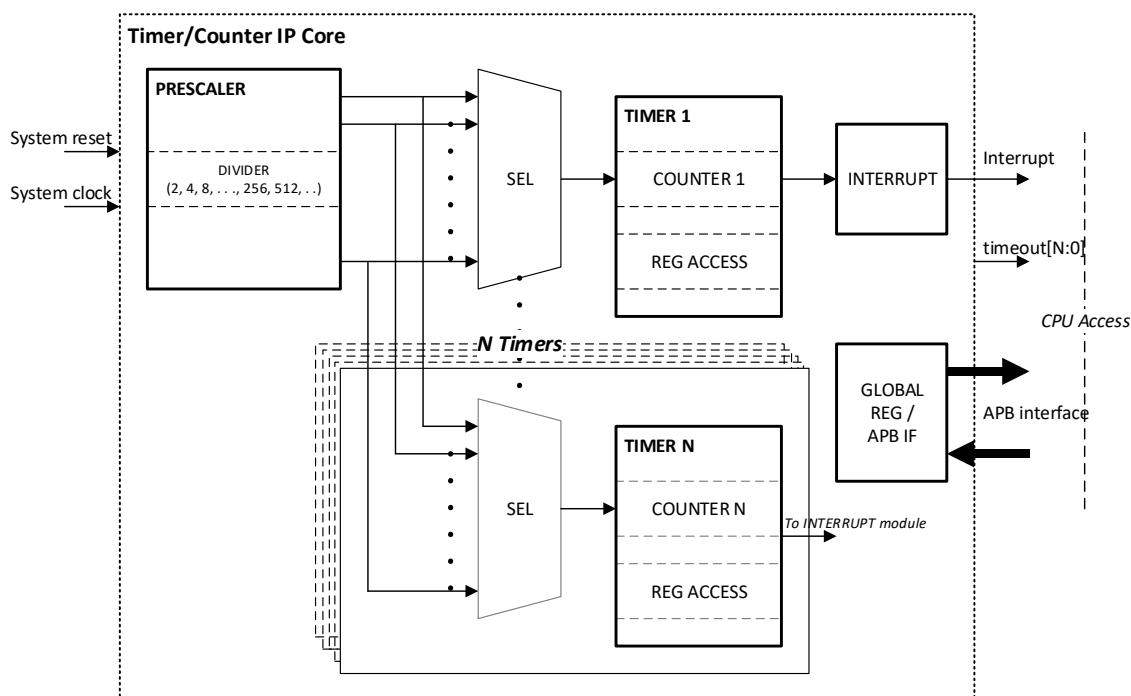 Timer/Counter IP Core
PRESCALER
DIVIDER
(2, 4, 8, . . ., 256, 512, . .)
System reset
System clock
SEL
TIMER 1
COUNTER 1
REG ACCESS
INTERRUPT
Interrupt
timeout[N:0]
CPU Access
N Timers
SEL
TIMER N
COUNTER N
REG ACCESS
To INTERRUPT module
GLOBAL
REG /
APB IF
APB interface